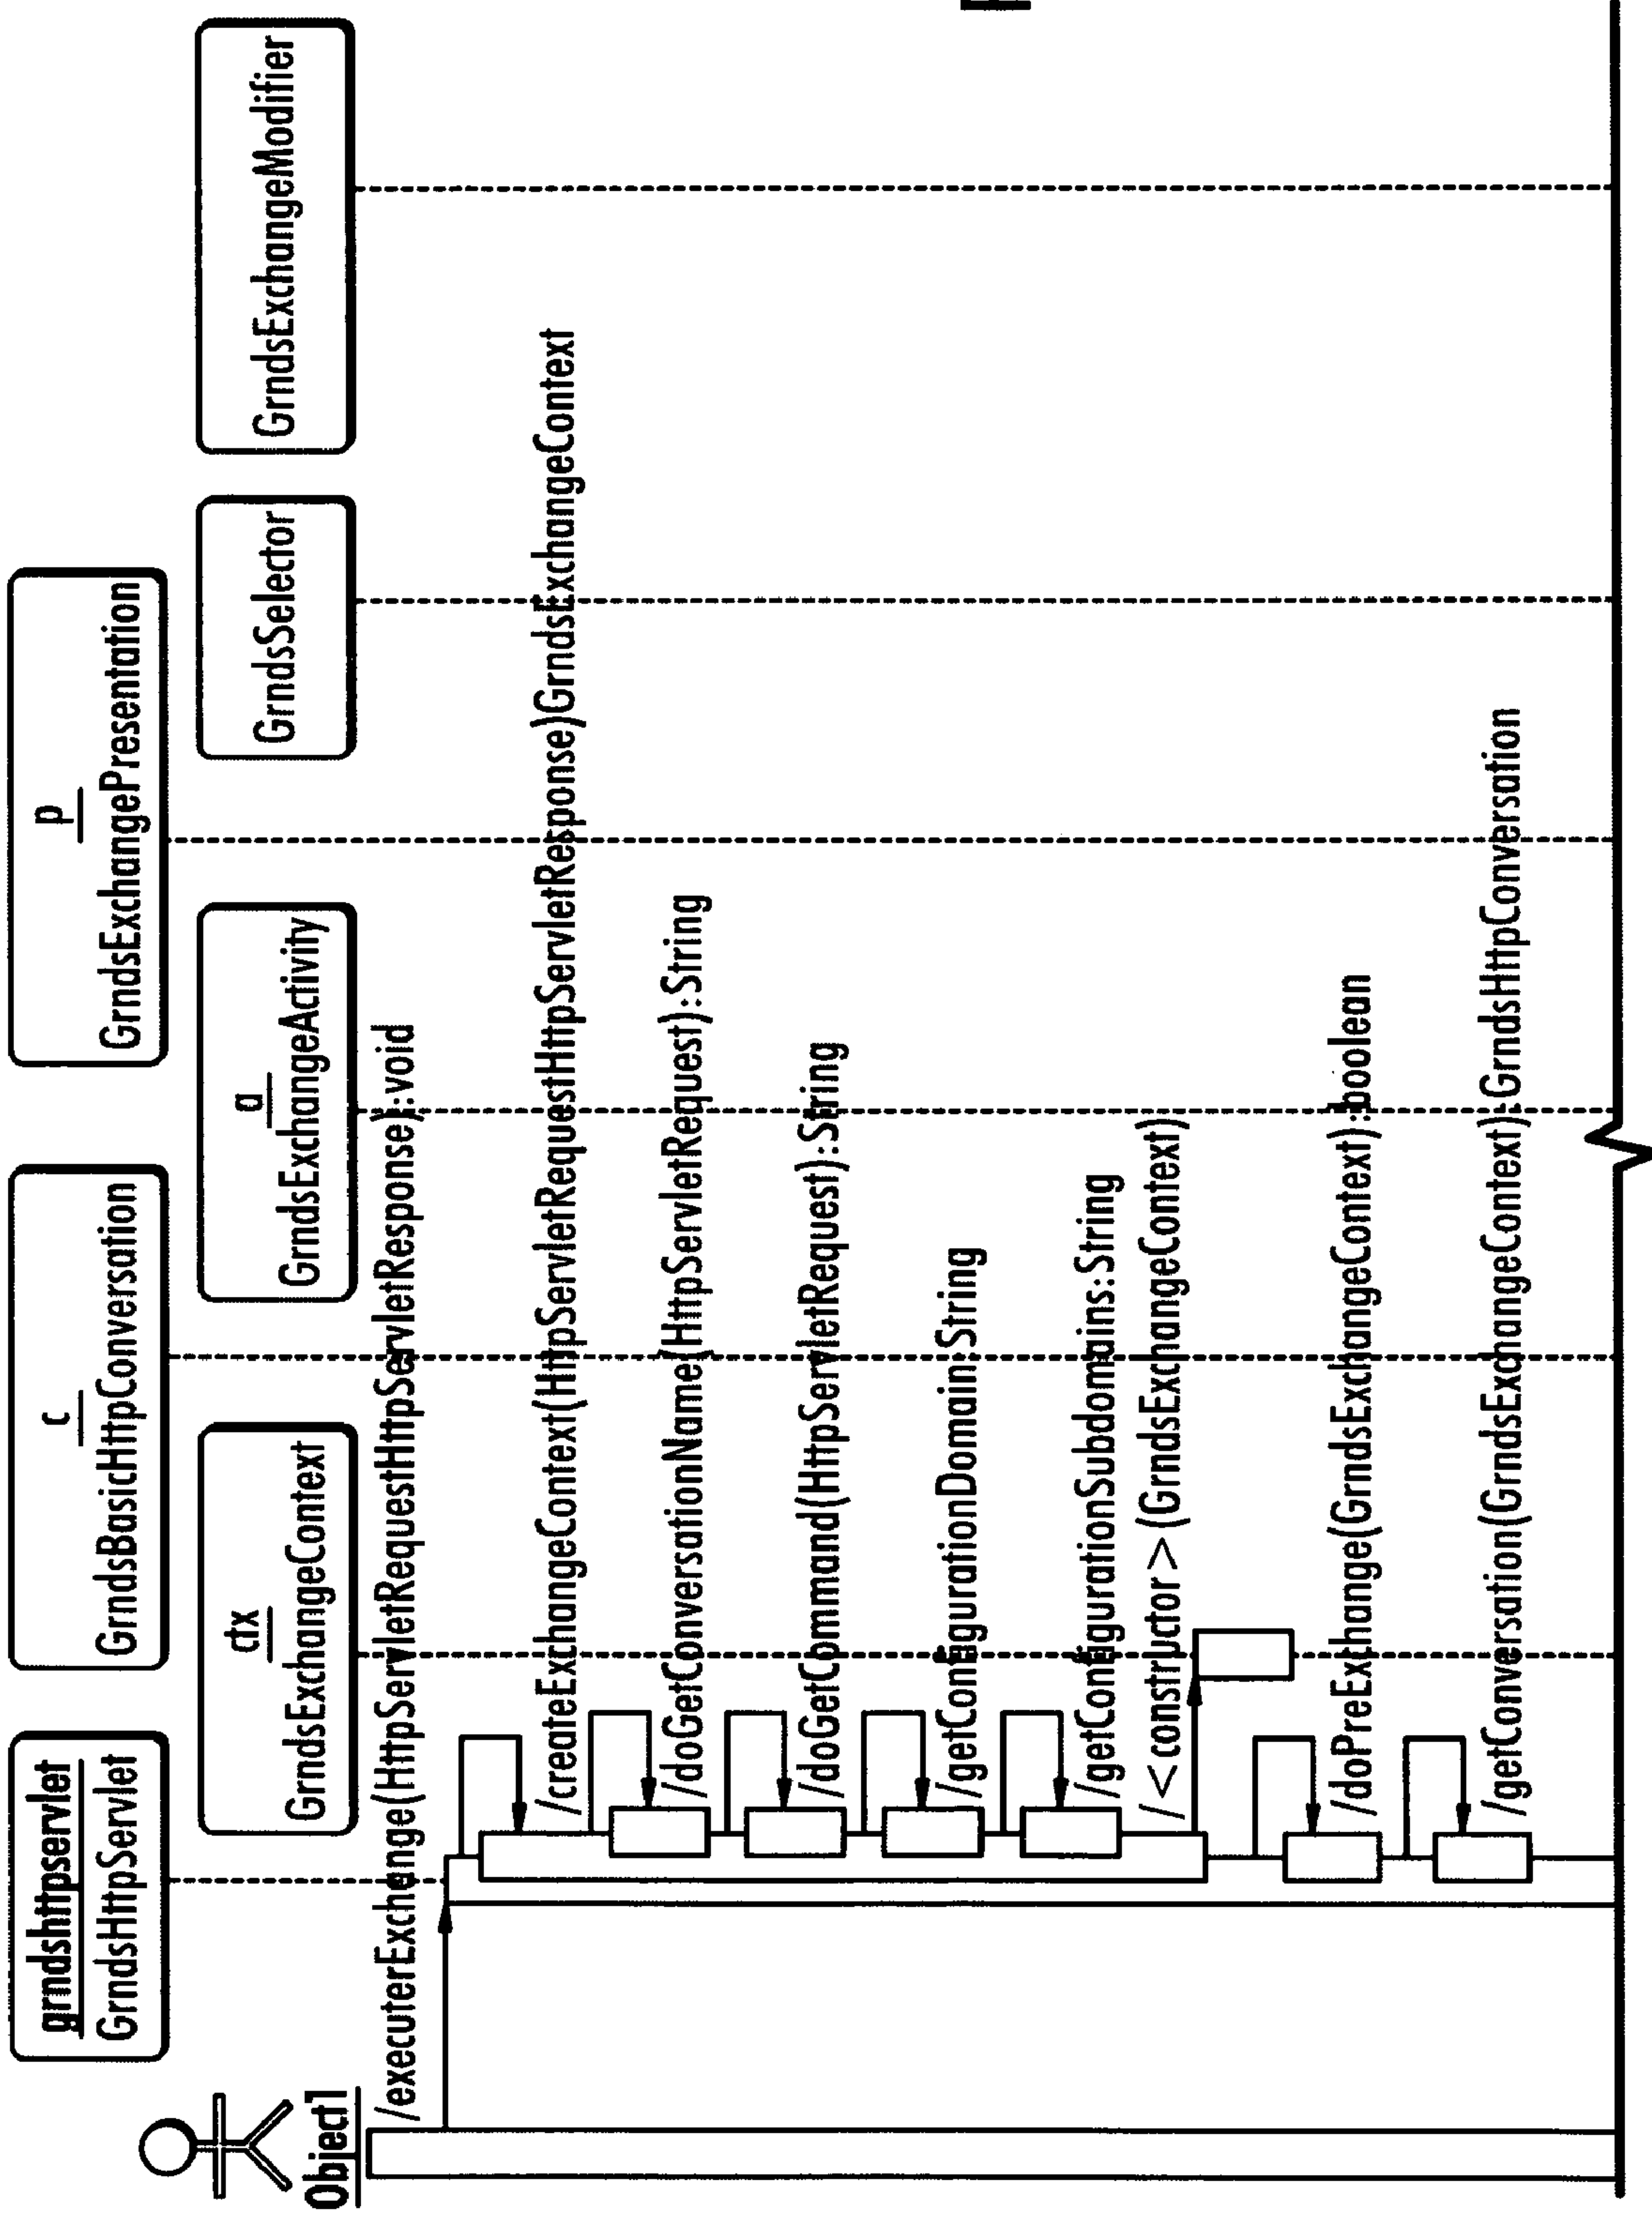 Object1
grndshttpservlet
GrndsHttpServlet
c
GrndsBasicHttpConversation
p
GrndsExchangePresentation
ctx
GrndsExchangeContext
a
GrndsExchangeActivity
GrndsSelector
GrndsExchangeModifier
/executerExchange(HttpServletRequestHttpServletResponse):void
/createExchangeContext(HttpServletRequestHttpServletResponse)GrndsExchangeContext
/doGetConversationName(HttpServletRequest):String
/doGetCommand(HttpServletRequest):String
/getConfigurationDomain:String
/getConfigurationSubdomains:String
/<constructor>(GrndsExchangeContext)
/doPreExchange(GrndsExchangeContext):boolean
/getConversation(GrndsExchangeContext):GrndsHttpConversation